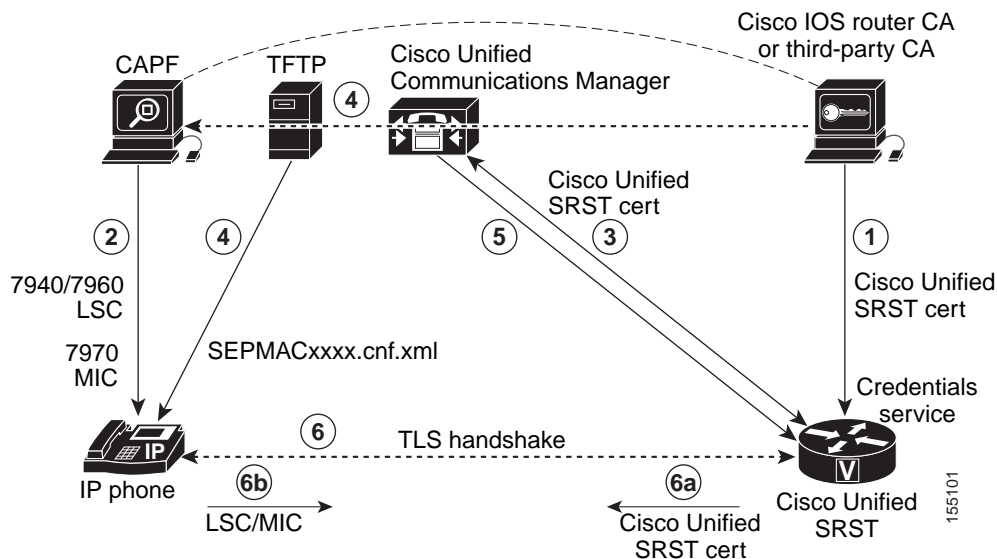 Cisco IOS router CA
or third-party CA
CAPF
TFTP
Cisco Unified
Communications Manager
4
Cisco Unified
SRST cert
2
4
5
3
1
7940/7960
LSC
Cisco Unified
SRST cert
7970
MIC
SEPMACxxxx.cnf.xml
Credentials
service
6
TLS handshake
IP
V
IP phone
6b
6a
LSC/MIC
Cisco Unified
SRST cert
Cisco Unified
SRST
155101